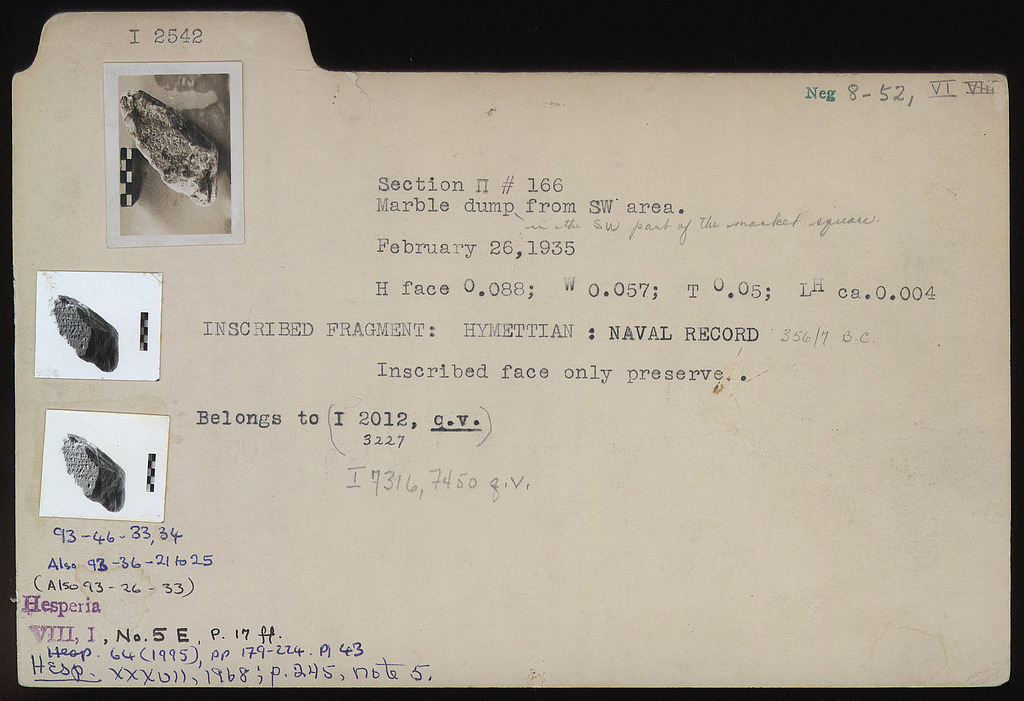 I 2542
Neg 8-52, VI VIII
Section Π # 166
Marble dump from SW area.
in the SW part of the market square.
February 26, 1935
H face 0.088; W 0.057; T 0.05; LH ca.0.004
INSCRIBED FRAGMENT: HYMETTIAN : NAVAL RECORD 356/7 B.C.
Inscribed face only preserve..
Belongs to (I 2012, q.v.)
3227
I 7316, 7450 q.v.
93-46-33,34
Also 93-36-21 to 25
(Also 93-26-33)
Hesperia
VIII, I, No. 5 E, P. 17 ff.
Hesp. 64 (1995), pp 179-224. Pl 43
Hesp. XXXVII, 1968; p. 245, note 5.